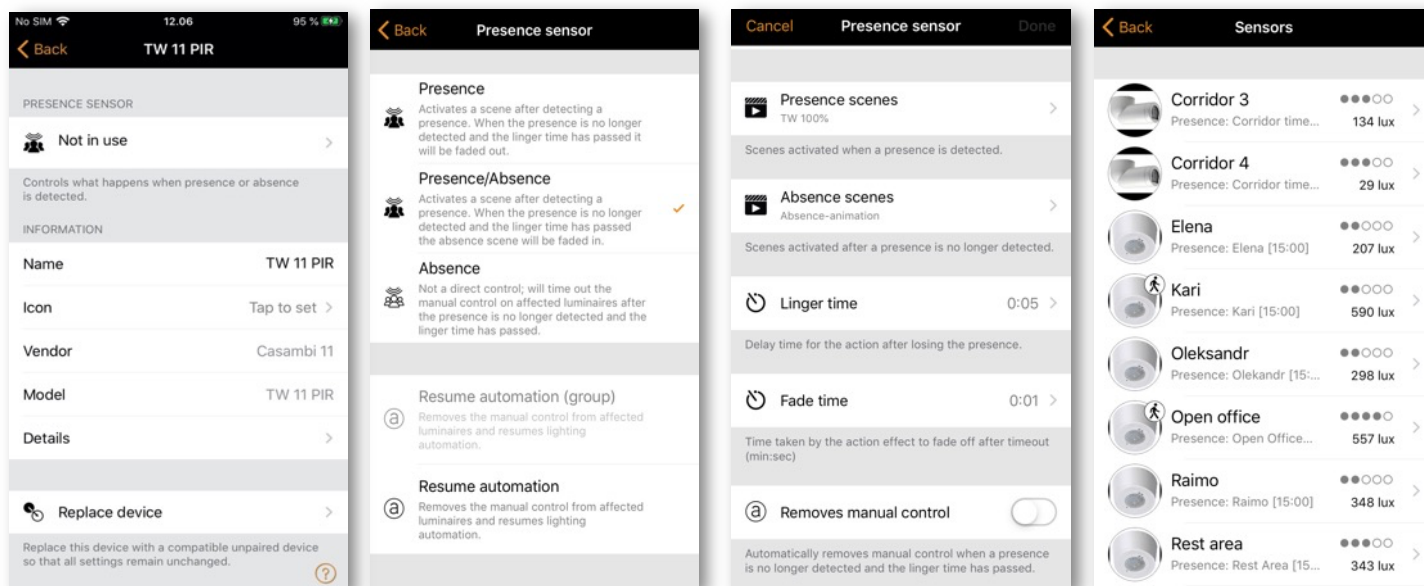 No SIM 12.06 95 %
Back TW 11 PIR
PRESENCE SENSOR
Not in use
Controls what happens when presence or absence
is detected.
INFORMATION
Name TW 11 PIR
Icon Tap to set
Vendor Casambi 11
Model TW 11 PIR
Details
Replace device
Replace this device with a compatible unpaired device
so that all settings remain unchanged.
?
Back Presence sensor
Presence
Activates a scene after detecting a
presence. When the presence is no longer
detected and the linger time has passed it
will be faded out.
Presence/Absence
Activates a scene after detecting a
presence. When the presence is no longer
detected and the linger time has passed
the absence scene will be faded in.
Absence
Not a direct control; will time out the
manual control on affected luminaires after
the presence is no longer detected and the
linger time has passed.
a Resume automation (group)
Removes the manual control from affected
luminaires and resumes lighting
automation.
a Resume automation
Removes the manual control from affected
luminaires and resumes lighting
automation.
Cancel Presence sensor Done
Presence scenes
TW 100%
Scenes activated when a presence is detected.
Absence scenes
Absence-animation
Scenes activated after a presence is no longer detected.
Linger time 0:05
Delay time for the action after losing the presence.
Fade time 0:01
Time taken by the action effect to fade off after timeout
(min:sec)
a Removes manual control
Automatically removes manual control when a presence
is no longer detected and the linger time has passed.
Back Sensors
Corridor 3
Presence: Corridor time... 134 lux
Corridor 4
Presence: Corridor time... 29 lux
Elena
Presence: Elena [15:00] 207 lux
Kari
Presence: Kari [15:00] 590 lux
Oleksandr
Presence: Olekandr [15:... 298 lux
Open office
Presence: Open Office... 557 lux
Raimo
Presence: Raimo [15:00] 348 lux
Rest area
Presence: Rest Area [15... 343 lux